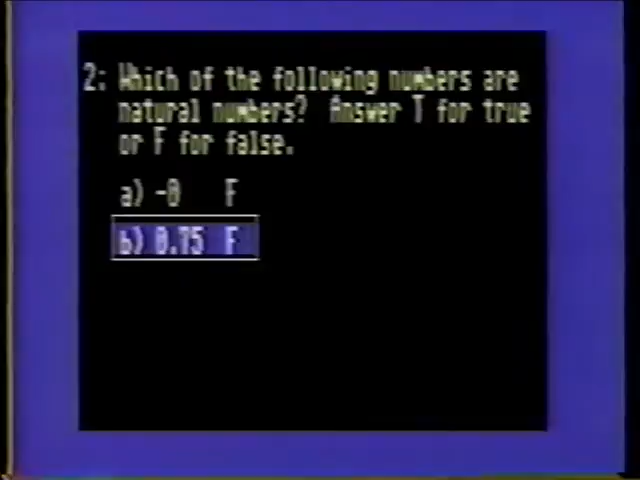 2: Which of the following numbers are
natural numbers? Answer T for true
or F for false.
a) -0 F
b) 0.75 F